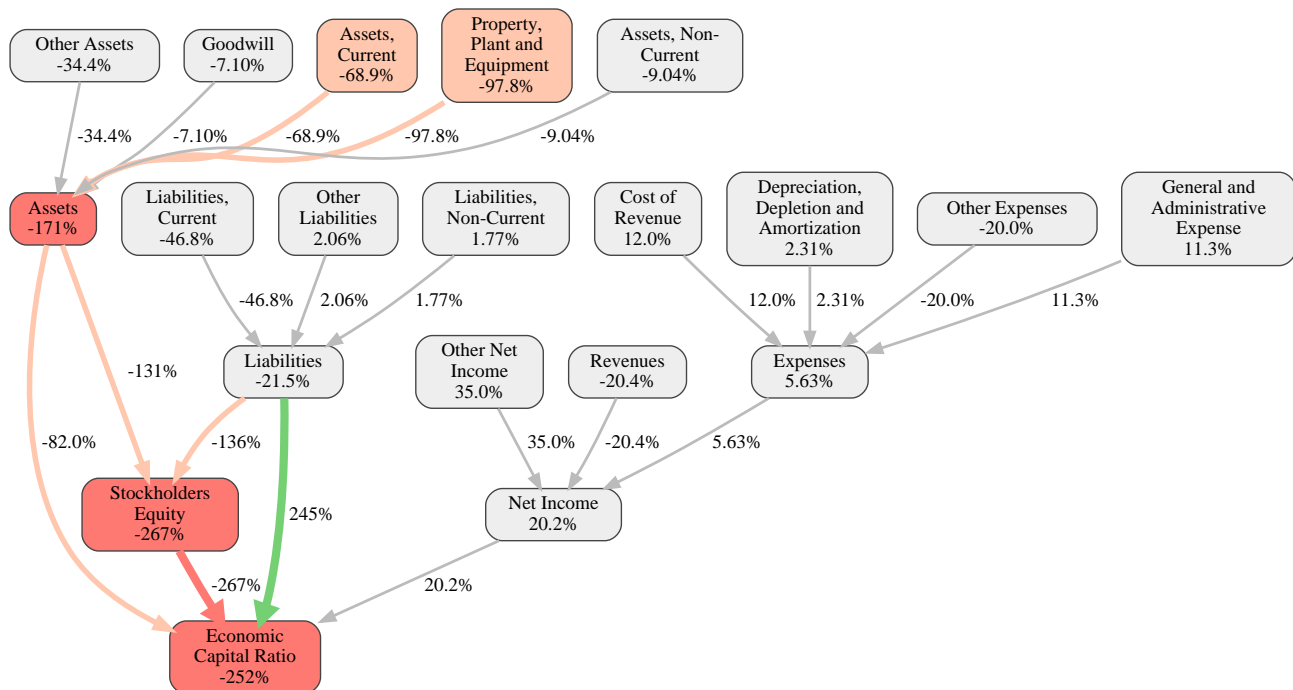 Other Assets
-34.4%
Goodwill
-7.10%
Assets,
Current
-68.9%
Property,
Plant and
Equipment
-97.8%
Assets, Non-
Current
-9.04%
-34.4%
-7.10%
-68.9%
-97.8%
-9.04%
Assets
-171%
Liabilities,
Current
-46.8%
Other
Liabilities
2.06%
Liabilities,
Non-Current
1.77%
Cost of
Revenue
12.0%
Depreciation,
Depletion and
Amortization
2.31%
Other Expenses
-20.0%
General and
Administrative
Expense
11.3%
-46.8%
2.06%
1.77%
12.0%
2.31%
-20.0%
11.3%
Liabilities
-21.5%
Other Net
Income
35.0%
Revenues
-20.4%
Expenses
5.63%
-131%
-82.0%
-136%
35.0%
-20.4%
5.63%
Stockholders
Equity
-267%
245%
Net Income
20.2%
-267%
20.2%
Economic
Capital Ratio
-252%